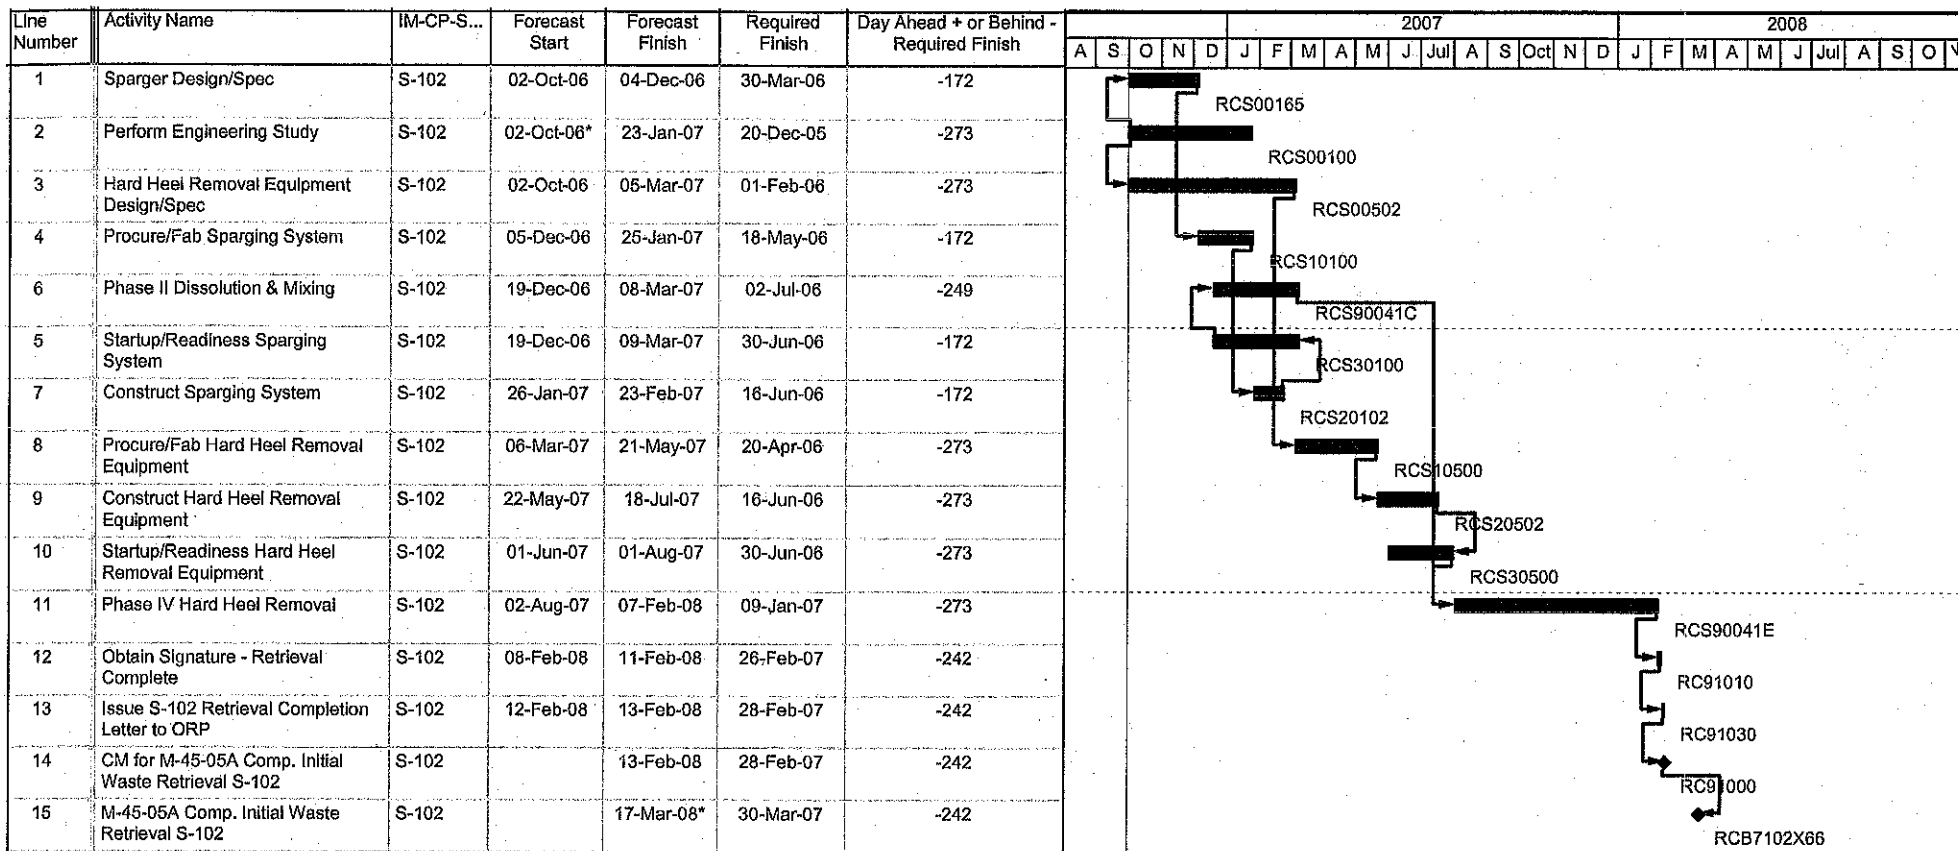 Line Number | Activity Name | IM-CP-S... | Forecast Start | Forecast Finish | Required Finish | Day Ahead + or Behind - Required Finish
2007 2008
A S O N D J F M A M J Jul A S Oct N D J F M A M J Jul A S O N
1 Sparger Design/Spec S-102 02-Oct-06 04-Dec-06 30-Mar-06 -172
RCS00165
2 Perform Engineering Study S-102 02-Oct-06* 23-Jan-07 20-Dec-05 -273
RCS00100
3 Hard Heel Removal Equipment Design/Spec S-102 02-Oct-06 05-Mar-07 01-Feb-06 -273
RCS00502
4 Procure/Fab Sparging System S-102 05-Dec-06 25-Jan-07 18-May-06 -172
RCS10100
6 Phase II Dissolution & Mixing S-102 19-Dec-06 08-Mar-07 02-Jul-06 -249
RCS90041C
5 Startup/Readiness Sparging System S-102 19-Dec-06 09-Mar-07 30-Jun-06 -172
RCS30100
7 Construct Sparging System S-102 26-Jan-07 23-Feb-07 16-Jun-06 -172
RCS20102
8 Procure/Fab Hard Heel Removal Equipment S-102 06-Mar-07 21-May-07 20-Apr-06 -273
RCS10500
9 Construct Hard Heel Removal Equipment S-102 22-May-07 18-Jul-07 16-Jun-06 -273
RCS20502
10 Startup/Readiness Hard Heel Removal Equipment S-102 01-Jun-07 01-Aug-07 30-Jun-06 -273
RCS30500
11 Phase IV Hard Heel Removal S-102 02-Aug-07 07-Feb-08 09-Jan-07 -273
RCS90041E
12 Obtain Signature - Retrieval Complete S-102 08-Feb-08 11-Feb-08 26-Feb-07 -242
RC91010
13 Issue S-102 Retrieval Completion Letter to ORP S-102 12-Feb-08 13-Feb-08 28-Feb-07 -242
RC91030
14 CM for M-45-05A Comp. Initial Waste Retrieval S-102 S-102 13-Feb-08 28-Feb-07 -242
RC91000
15 M-45-05A Comp. Initial Waste Retrieval S-102 S-102 17-Mar-08* 30-Mar-07 -242
RCB7102X66